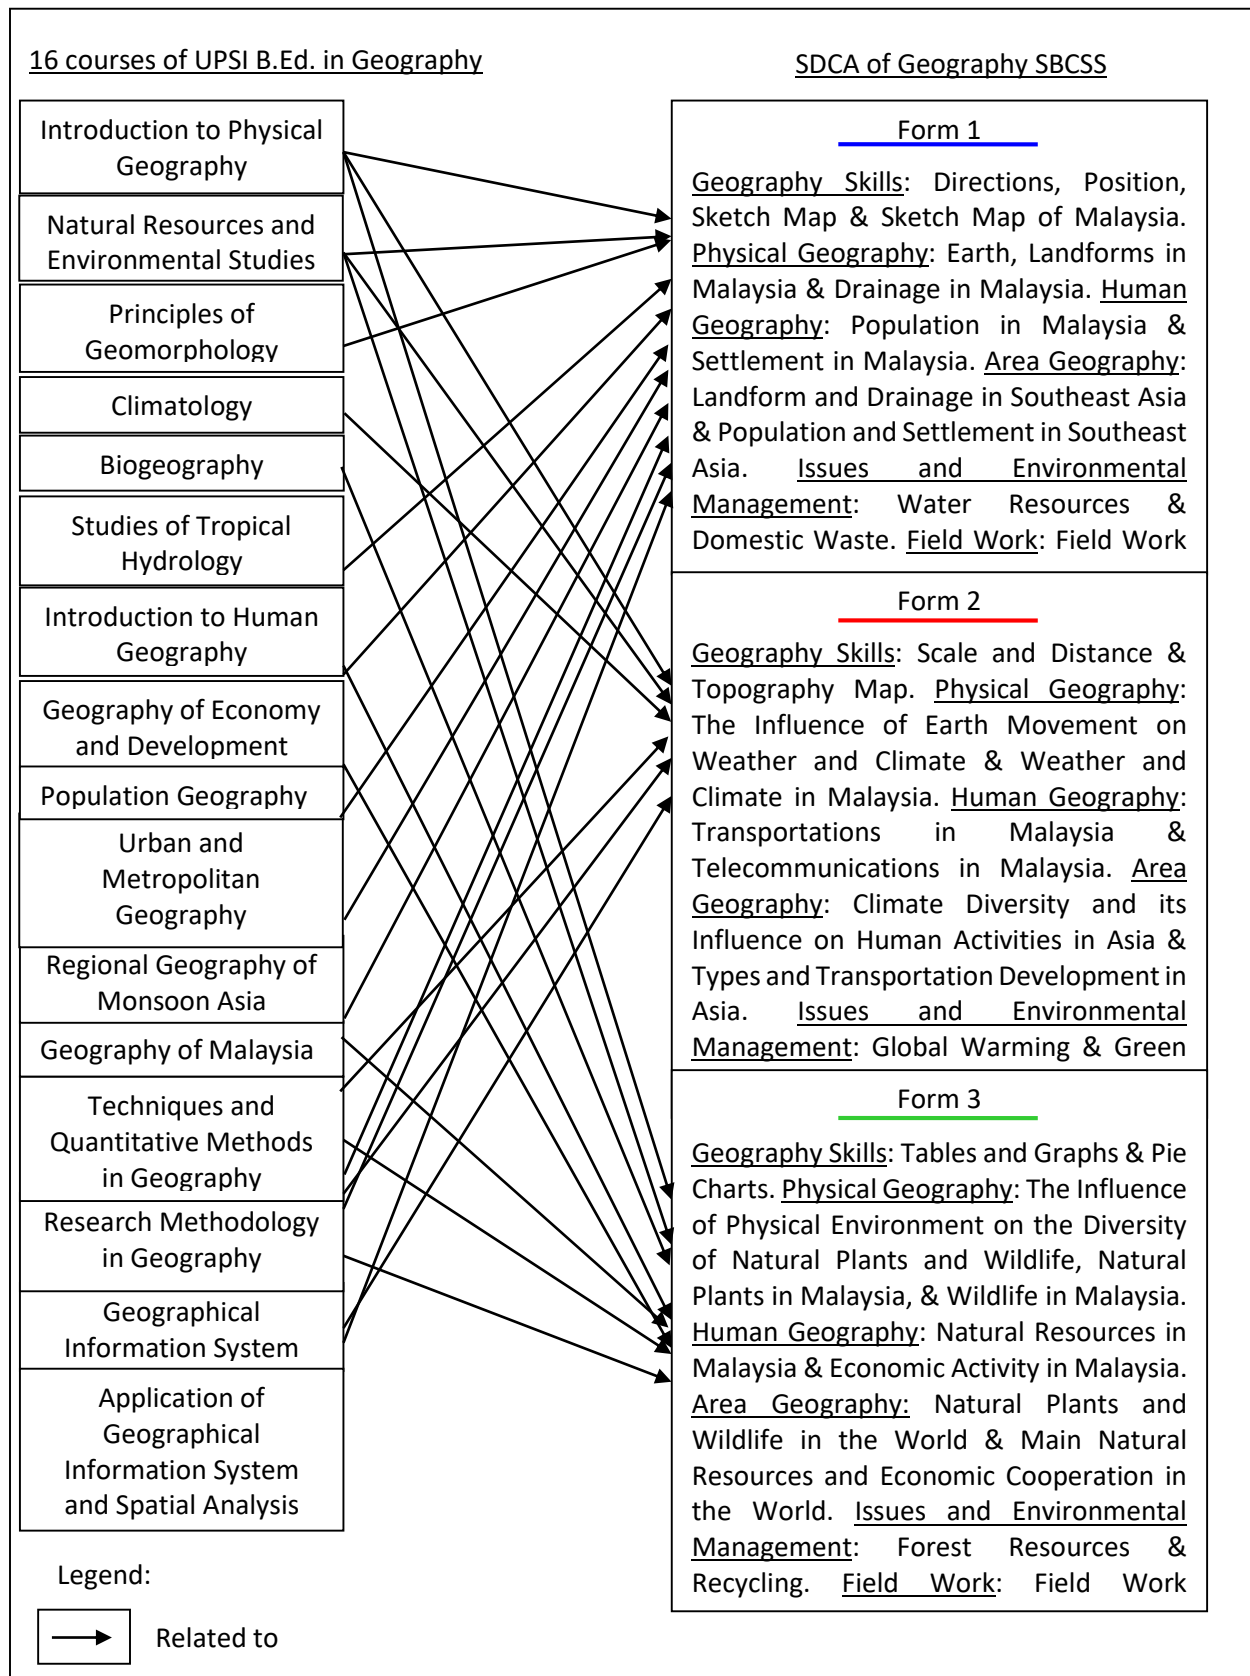 16 courses of UPSI B.Ed. in Geography
Introduction to Physical
Geography
Natural Resources and
Environmental Studies
Principles of
Geomorphology
Climatology
Biogeography
Studies of Tropical
Hydrology
Introduction to Human
Geography
Geography of Economy
and Development
Population Geography
Urban and
Metropolitan
Geography
Regional Geography of
Monsoon Asia
Geography of Malaysia
Techniques and
Quantitative Methods
in Geography
Research Methodology
in Geography
Geographical
Information System
Application of
Geographical
Information System
and Spatial Analysis
SDCA of Geography SBCSS
Form 1
Geography Skills: Directions, Position,
Sketch Map & Sketch Map of Malaysia.
Physical Geography: Earth, Landforms in
Malaysia & Drainage in Malaysia. Human
Geography: Population in Malaysia &
Settlement in Malaysia. Area Geography:
Landform and Drainage in Southeast Asia
& Population and Settlement in Southeast
Asia. Issues and Environmental
Management: Water Resources &
Domestic Waste. Field Work: Field Work
Form 2
Geography Skills: Scale and Distance &
Topography Map. Physical Geography:
The Influence of Earth Movement on
Weather and Climate & Weather and
Climate in Malaysia. Human Geography:
Transportations in Malaysia &
Telecommunications in Malaysia. Area
Geography: Climate Diversity and its
Influence on Human Activities in Asia &
Types and Transportation Development in
Asia. Issues and Environmental
Management: Global Warming & Green
Form 3
Geography Skills: Tables and Graphs & Pie
Charts. Physical Geography: The Influence
of Physical Environment on the Diversity
of Natural Plants and Wildlife, Natural
Plants in Malaysia, & Wildlife in Malaysia.
Human Geography: Natural Resources in
Malaysia & Economic Activity in Malaysia.
Area Geography: Natural Plants and
Wildlife in the World & Main Natural
Resources and Economic Cooperation in
the World. Issues and Environmental
Management: Forest Resources &
Recycling. Field Work: Field Work
Legend:
Related to